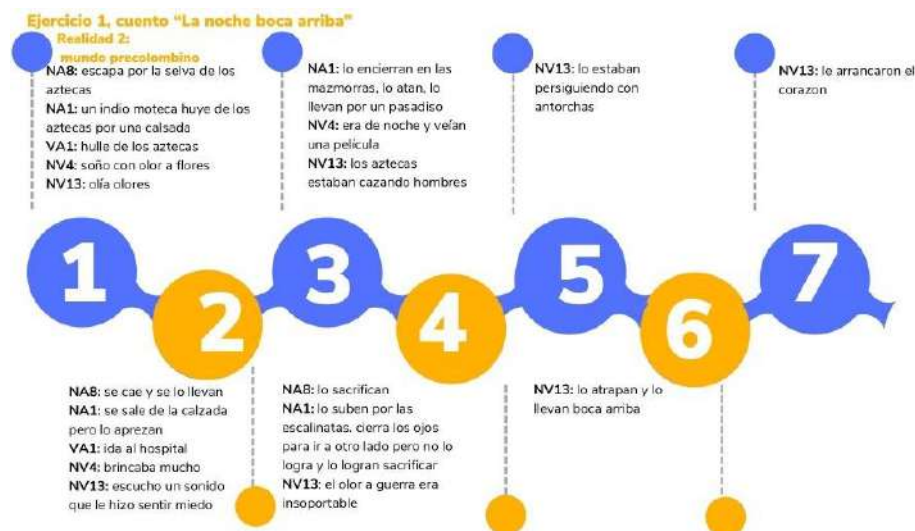 Ejercicio 1, cuento “La noche boca arriba”
Realidad 2:
mundo precolombino
NA8: escapa por la selva de los
aztecas
NA1: un indio moteca huye de los
aztecas por una calsada
VA1: hulle de los aztecas
NV4: soño con olor a flores
NV13: olía olores
NA1: lo encierran en las
mazmorras, lo atan, lo
llevan por un pasadiso
NV4: era de noche y veían
una película
NV13: los aztecas
estaban cazando hombres
NV13: lo estaban
persiguiendo con
antorchas
NV13: le arrancaron el
corazon
1
2
3
4
5
6
7
NA8: se cae y se lo llevan
NA1: se sale de la calzada
pero lo aprezan
VA1: ida al hospital
NV4: brincaba mucho
NV13: escucho un sonido
que le hizo sentir miedo
NA8: lo sacrifican
NA1: lo suben por las
escalinatas, cierra los ojos
para ir a otro lado pero no lo
logra y lo logran sacrificar
NV13: el olor a guerra era
insoportable
NV13: lo atrapan y lo
llevan boca arriba